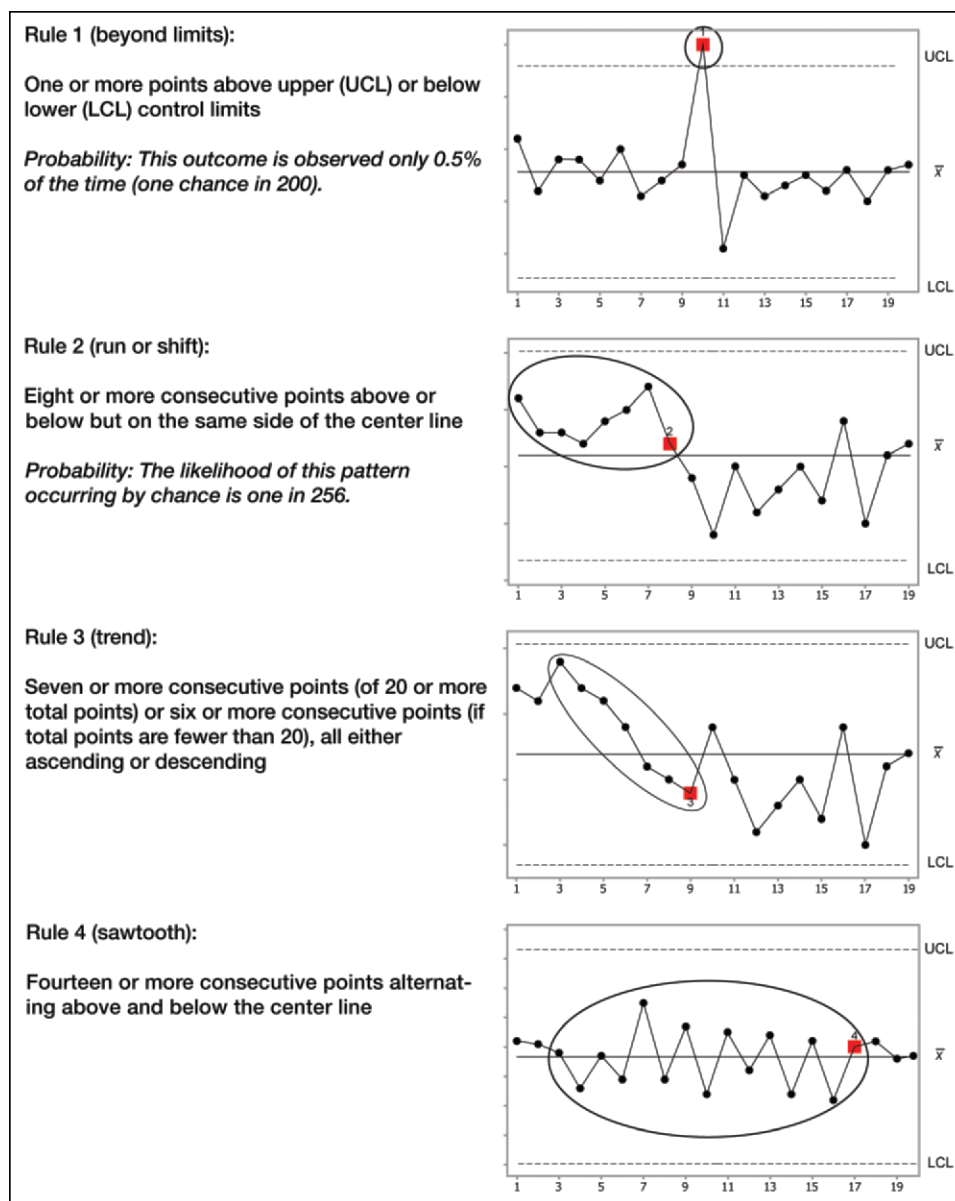 Rule 1 (beyond limits):
One or more points above upper (UCL) or below
lower (LCL) control limits
Probability: This outcome is observed only 0.5%
of the time (one chance in 200).
1
UCL
x̅
LCL
1 3 5 7 9 11 13 15 17 19
Rule 2 (run or shift):
Eight or more consecutive points above or
below but on the same side of the center line
Probability: The likelihood of this pattern
occurring by chance is one in 256.
UCL
2
x̅
LCL
1 3 5 7 9 11 13 15 17 19
Rule 3 (trend):
Seven or more consecutive points (of 20 or more
total points) or six or more consecutive points (if
total points are fewer than 20), all either
ascending or descending
UCL
x̅
3
LCL
1 3 5 7 9 11 13 15 17 19
Rule 4 (sawtooth):
Fourteen or more consecutive points alternat-
ing above and below the center line
UCL
4
x̅
LCL
1 3 5 7 9 11 13 15 17 19